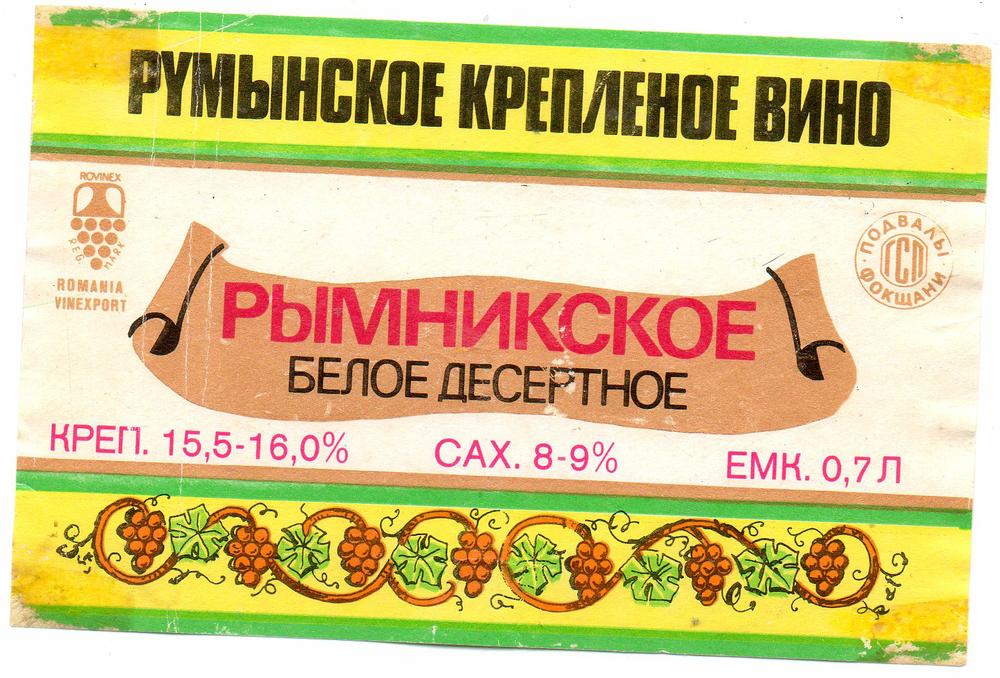 РУМЫНСКОЕ КРЕПЛЕНОЕ ВИНО
ROVINEX
REG. MARK
ROMANIA
VINEXPORT
ПОДВАЛЫ
ГСП
ФОКШАНИ
РЫМНИКСКОЕ
БЕЛОЕ ДЕСЕРТНОЕ
КРЕП. 15,5-16,0% САХ. 8-9% ЕМК. 0,7 Л